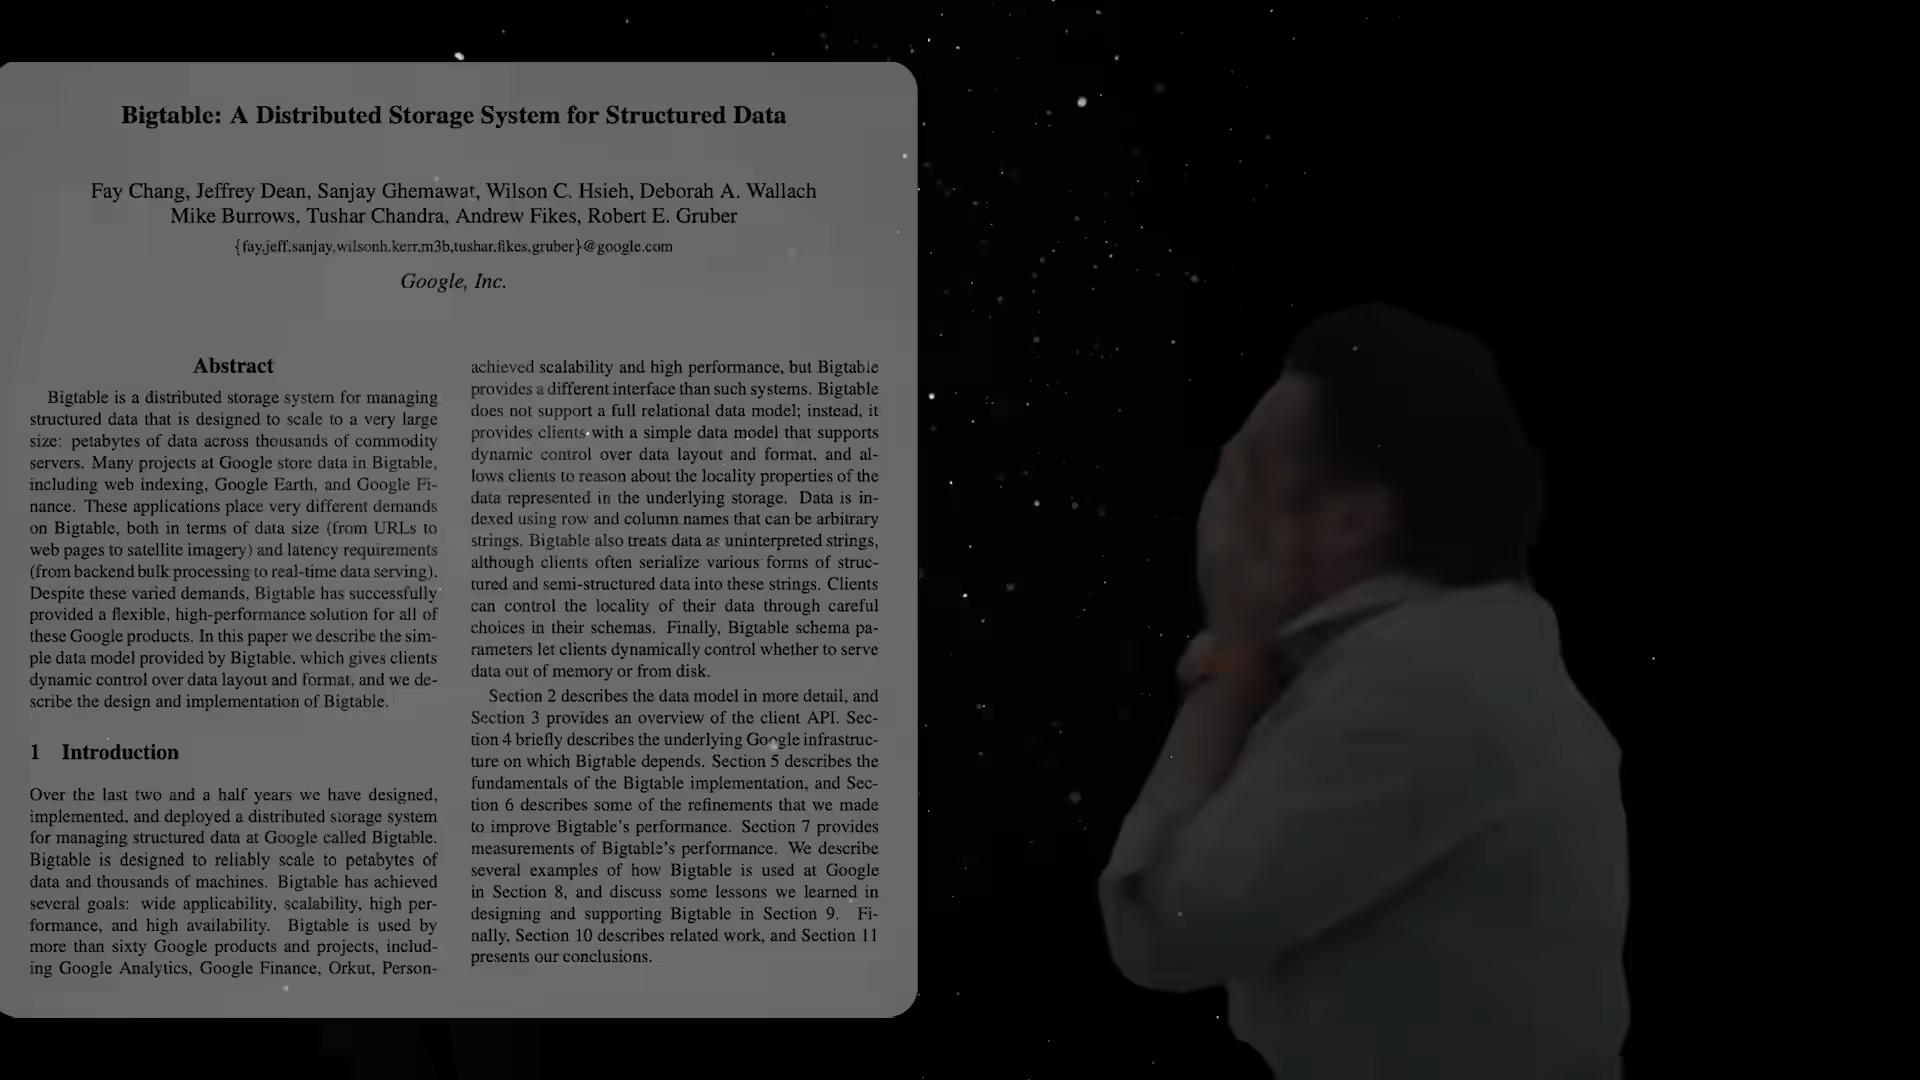 Bigtable: A Distributed Storage System for Structured Data
Fay Chang, Jeffrey Dean, Sanjay Ghemawat, Wilson C. Hsieh, Deborah A. Wallach
Mike Burrows, Tushar Chandra, Andrew Fikes, Robert E. Gruber
{fay,jeff,sanjay,wilsonh,kerr,m3b,tushar,fikes,gruber}@google.com
Google, Inc.
Abstract
Bigtable is a distributed storage system for managing
structured data that is designed to scale to a very large
size: petabytes of data across thousands of commodity
servers. Many projects at Google store data in Bigtable,
including web indexing, Google Earth, and Google Fi-
nance. These applications place very different demands
on Bigtable, both in terms of data size (from URLs to
web pages to satellite imagery) and latency requirements
(from backend bulk processing to real-time data serving).
Despite these varied demands, Bigtable has successfully
provided a flexible, high-performance solution for all of
these Google products. In this paper we describe the sim-
ple data model provided by Bigtable, which gives clients
dynamic control over data layout and format, and we de-
scribe the design and implementation of Bigtable.
1 Introduction
Over the last two and a half years we have designed,
implemented, and deployed a distributed storage system
for managing structured data at Google called Bigtable.
Bigtable is designed to reliably scale to petabytes of
data and thousands of machines. Bigtable has achieved
several goals: wide applicability, scalability, high per-
formance, and high availability. Bigtable is used by
more than sixty Google products and projects, includ-
ing Google Analytics, Google Finance, Orkut, Person-
achieved scalability and high performance, but Bigtable
provides a different interface than such systems. Bigtable
does not support a full relational data model; instead, it
provides clients with a simple data model that supports
dynamic control over data layout and format, and al-
lows clients to reason about the locality properties of the
data represented in the underlying storage. Data is in-
dexed using row and column names that can be arbitrary
strings. Bigtable also treats data as uninterpreted strings,
although clients often serialize various forms of struc-
tured and semi-structured data into these strings. Clients
can control the locality of their data through careful
choices in their schemas. Finally, Bigtable schema pa-
rameters let clients dynamically control whether to serve
data out of memory or from disk.
Section 2 describes the data model in more detail, and
Section 3 provides an overview of the client API. Sec-
tion 4 briefly describes the underlying Google infrastruc-
ture on which Bigtable depends. Section 5 describes the
fundamentals of the Bigtable implementation, and Sec-
tion 6 describes some of the refinements that we made
to improve Bigtable's performance. Section 7 provides
measurements of Bigtable's performance. We describe
several examples of how Bigtable is used at Google
in Section 8, and discuss some lessons we learned in
designing and supporting Bigtable in Section 9. Fi-
nally, Section 10 describes related work, and Section 11
presents our conclusions.